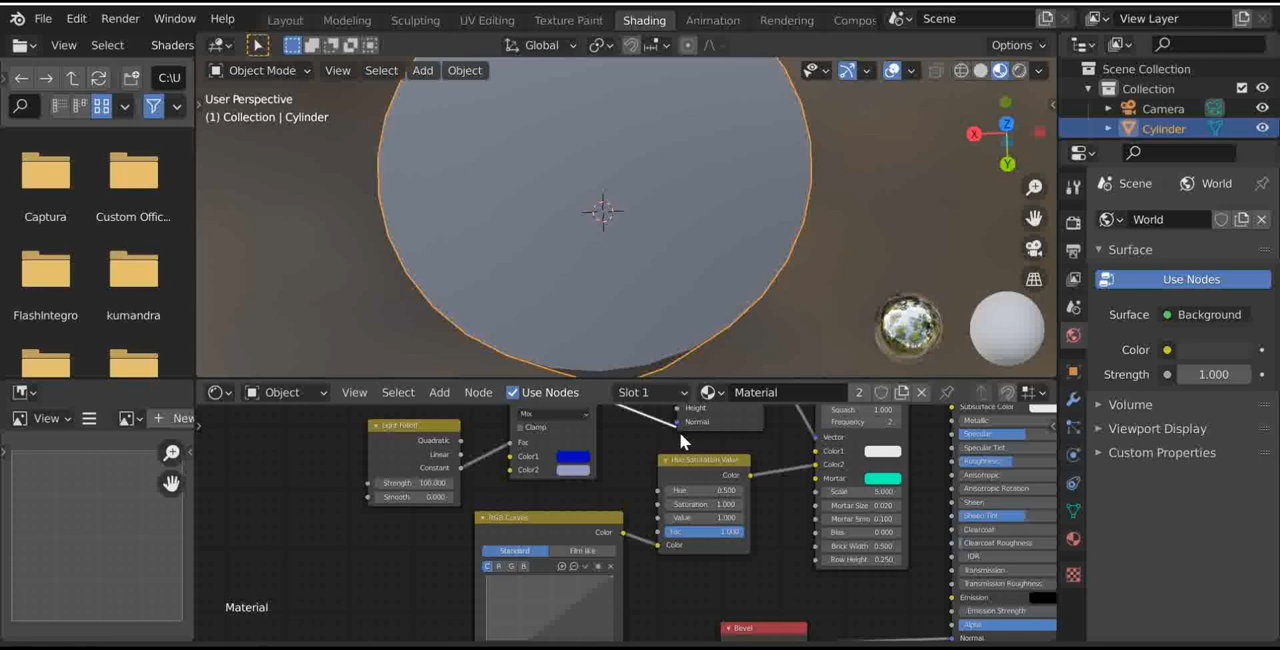 File Edit Render Window Help
Layout Modeling Sculpting UV Editing Texture Paint Shading Animation Rendering Compos
Scene
View Layer
View Select Shaders
Global
Options
C:\U
Object Mode View Select Add Object
User Perspective
(1) Collection | Cylinder
X
Z
Y
Captura
Custom Offic...
FlashIntegro
kumandra
Scene Collection
Collection
Camera
Cylinder
Scene World
World
Surface
Use Nodes
Surface Background
Color
Strength 1.000
Volume
Viewport Display
Custom Properties
Object View Select Add Node Use Nodes Slot 1 Material 2
View New
Light Falloff
Quadratic
Linear
Constant
Strength 100.000
Smooth 0.000
Mix
Clamp
Fac
Color1
Color2
Height
Normal
Hue Saturation Value
Color
Hue 0.500
Saturation 1.000
Value 1.000
Fac 1.000
Color
RGB Curves
Color
Standard Film like
C R G B
Squash 1.000
Frequency 2
Vector
Color1
Color2
Mortar
Scale 5.000
Mortar Size 0.020
Mortar Smo 0.100
Bias 0.000
Brick Width 0.500
Row Height 0.250
Bevel
Subsurface Color
Metallic
Specular
Specular Tint
Roughness
Anisotropic
Anisotropic Rotation
Sheen
Sheen Tint
Clearcoat
Clearcoat Roughness
IOR
Transmission
Transmission Roughness
Emission
Emission Strength
Alpha
Normal
Material